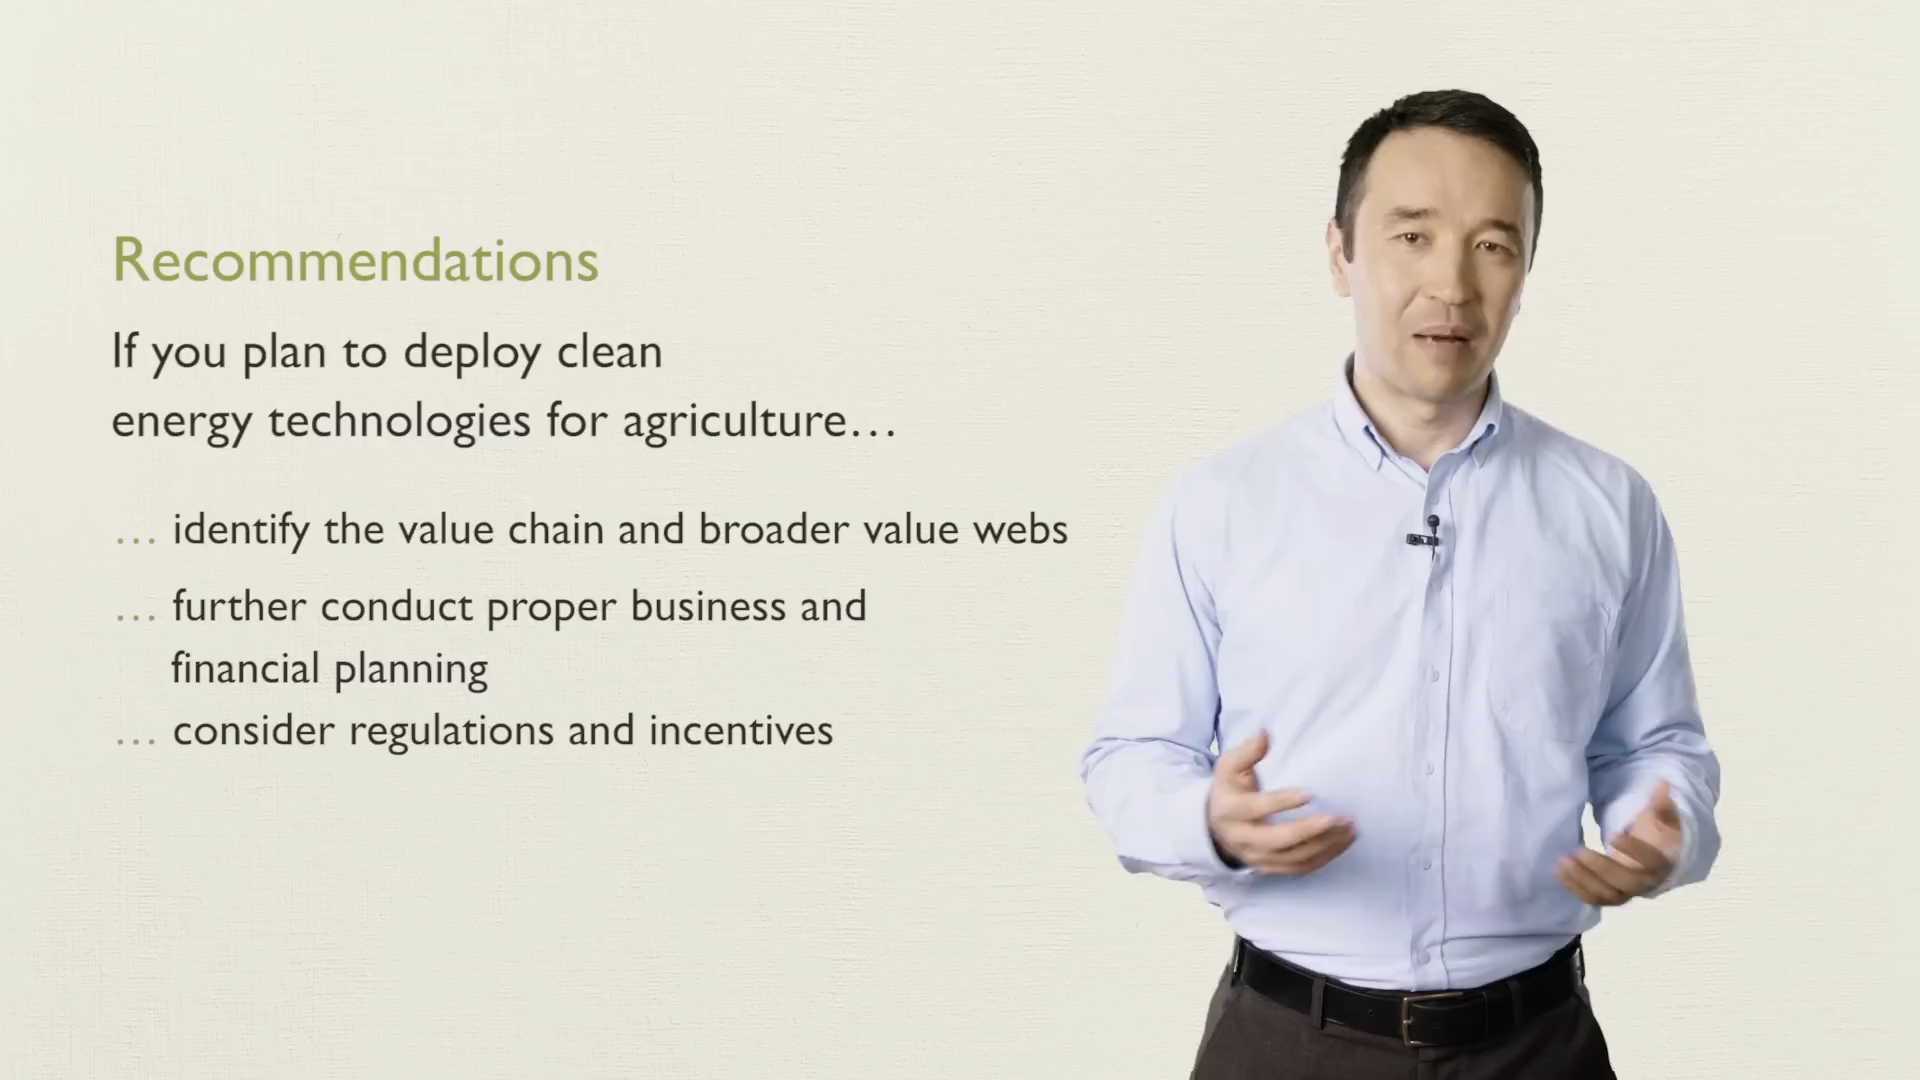 Recommendations
If you plan to deploy clean
energy technologies for agriculture…
… identify the value chain and broader value webs
… further conduct proper business and
financial planning
… consider regulations and incentives